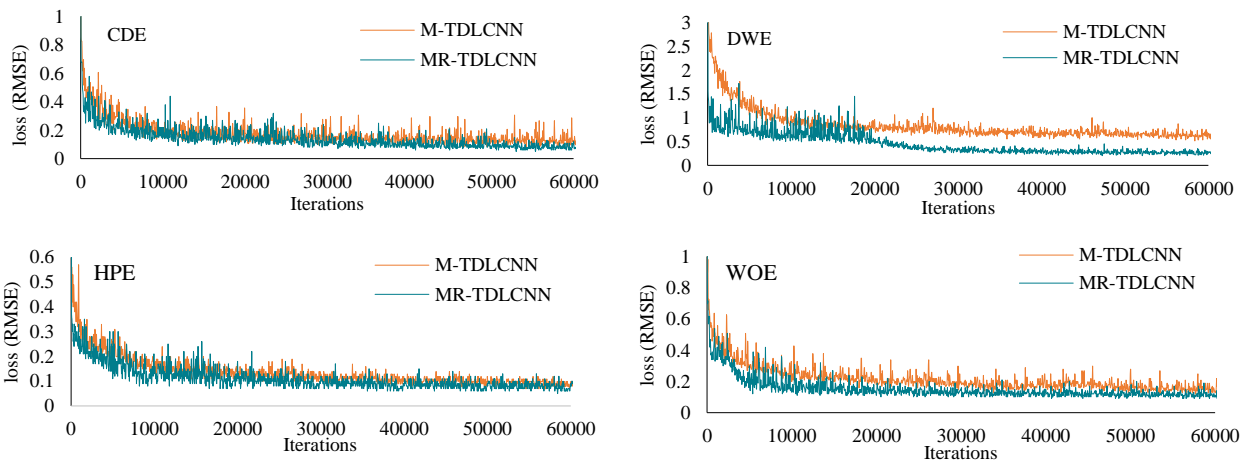 CDE
M-TDLCNN
MR-TDLCNN
loss (RMSE)
1
0.8
0.6
0.4
0.2
0
0 10000 20000 30000 40000 50000 60000
Iterations
DWE
M-TDLCNN
MR-TDLCNN
loss (RMSE)
3
2.5
2
1.5
1
0.5
0
0 10000 20000 30000 40000 50000 60000
Iterations
HPE
M-TDLCNN
MR-TDLCNN
loss (RMSE)
0.6
0.5
0.4
0.3
0.2
0.1
0
0 10000 20000 30000 40000 50000 60000
Iterations
WOE
M-TDLCNN
MR-TDLCNN
loss (RMSE)
1
0.8
0.6
0.4
0.2
0
0 10000 20000 30000 40000 50000 60000
Iterations